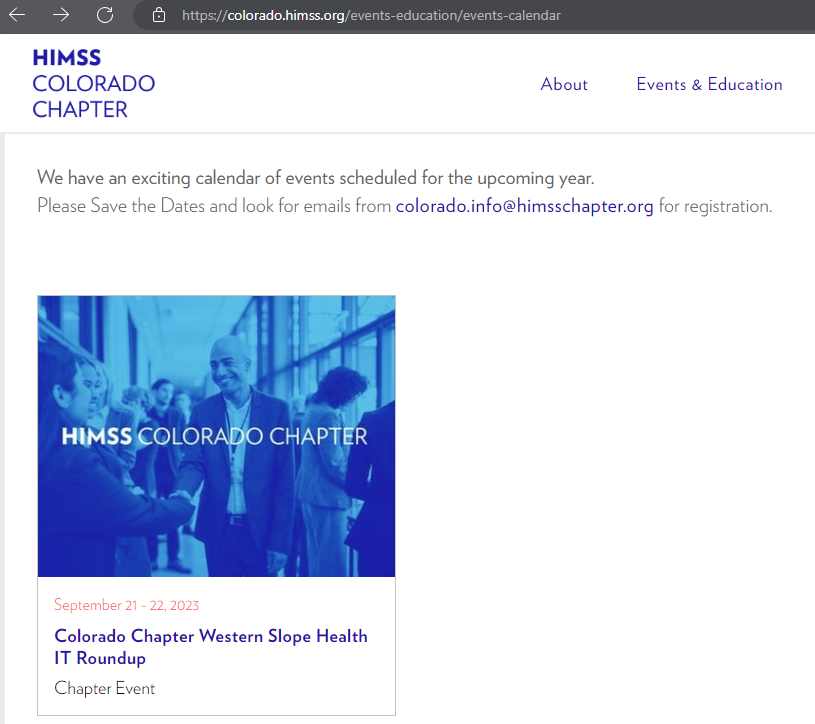 https://colorado.himss.org/events-education/events-calendar
HIMSS
COLORADO
CHAPTER
About
Events & Education
We have an exciting calendar of events scheduled for the upcoming year.
Please Save the Dates and look for emails from colorado.info@himsschapter.org for registration.
HIMSS COLORADO CHAPTER
September 21 - 22, 2023
Colorado Chapter Western Slope Health
IT Roundup
Chapter Event